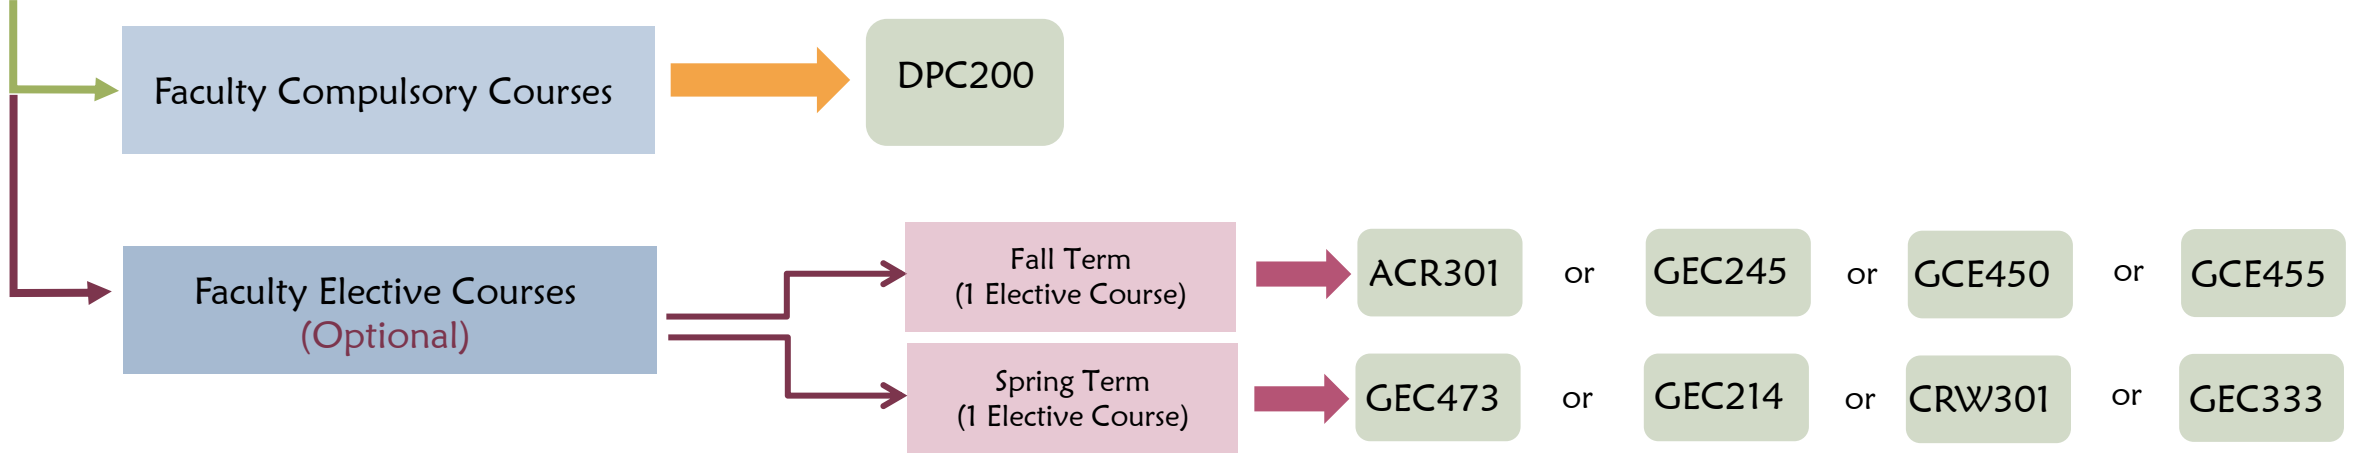 Faculty Compulsory Courses
DPC200
Faculty Elective Courses
(Optional)
Fall Term
(1 Elective Course)
ACR301 or GEC245 or GCE450 or GCE455
Spring Term
(1 Elective Course)
GEC473 or GEC214 or CRW301 or GEC333